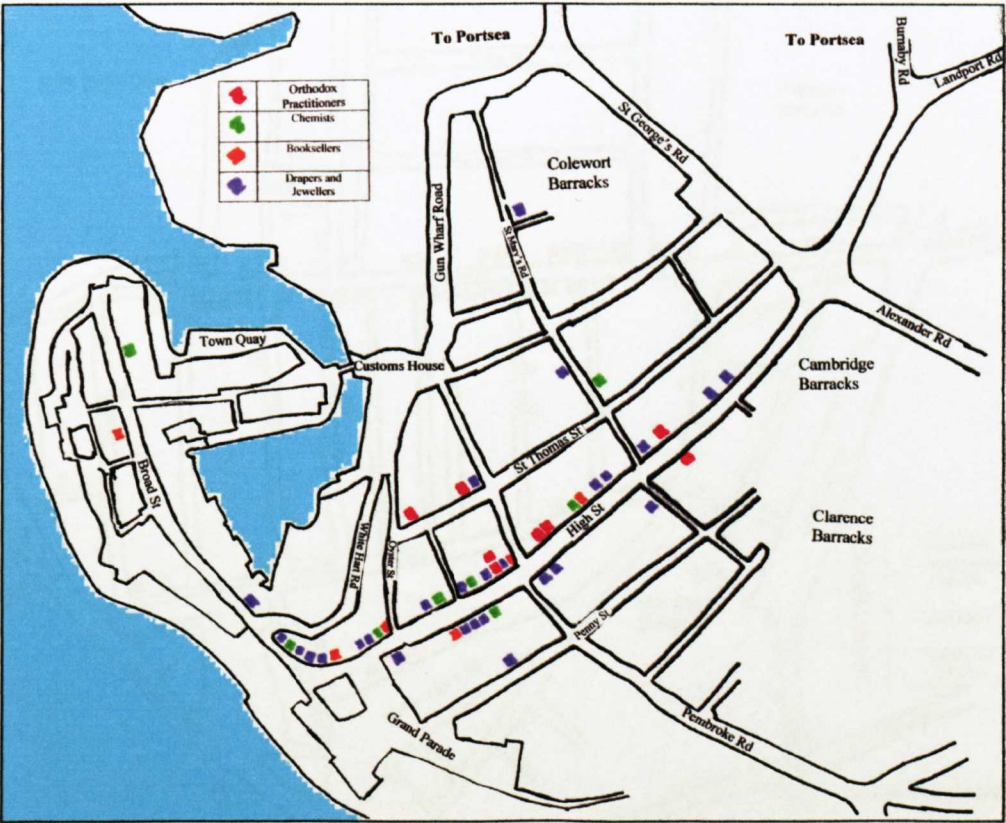 To Portsea
To Portsea
Burnaby Rd
Landport Rd
Orthodox
Practitioners
Chemists
Booksellers
Drapers and
Jewellers
St George's Rd
Colewort
Barracks
Gun Wharf Road
St Mary's Rd
Alexander Rd
Town Quay
Customs House
Cambridge
Barracks
St Thomas St
Broad St
High St
Clarence
Barracks
White Hart Rd
Oyster St
Penny St
Grand Parade
Pembroke Rd